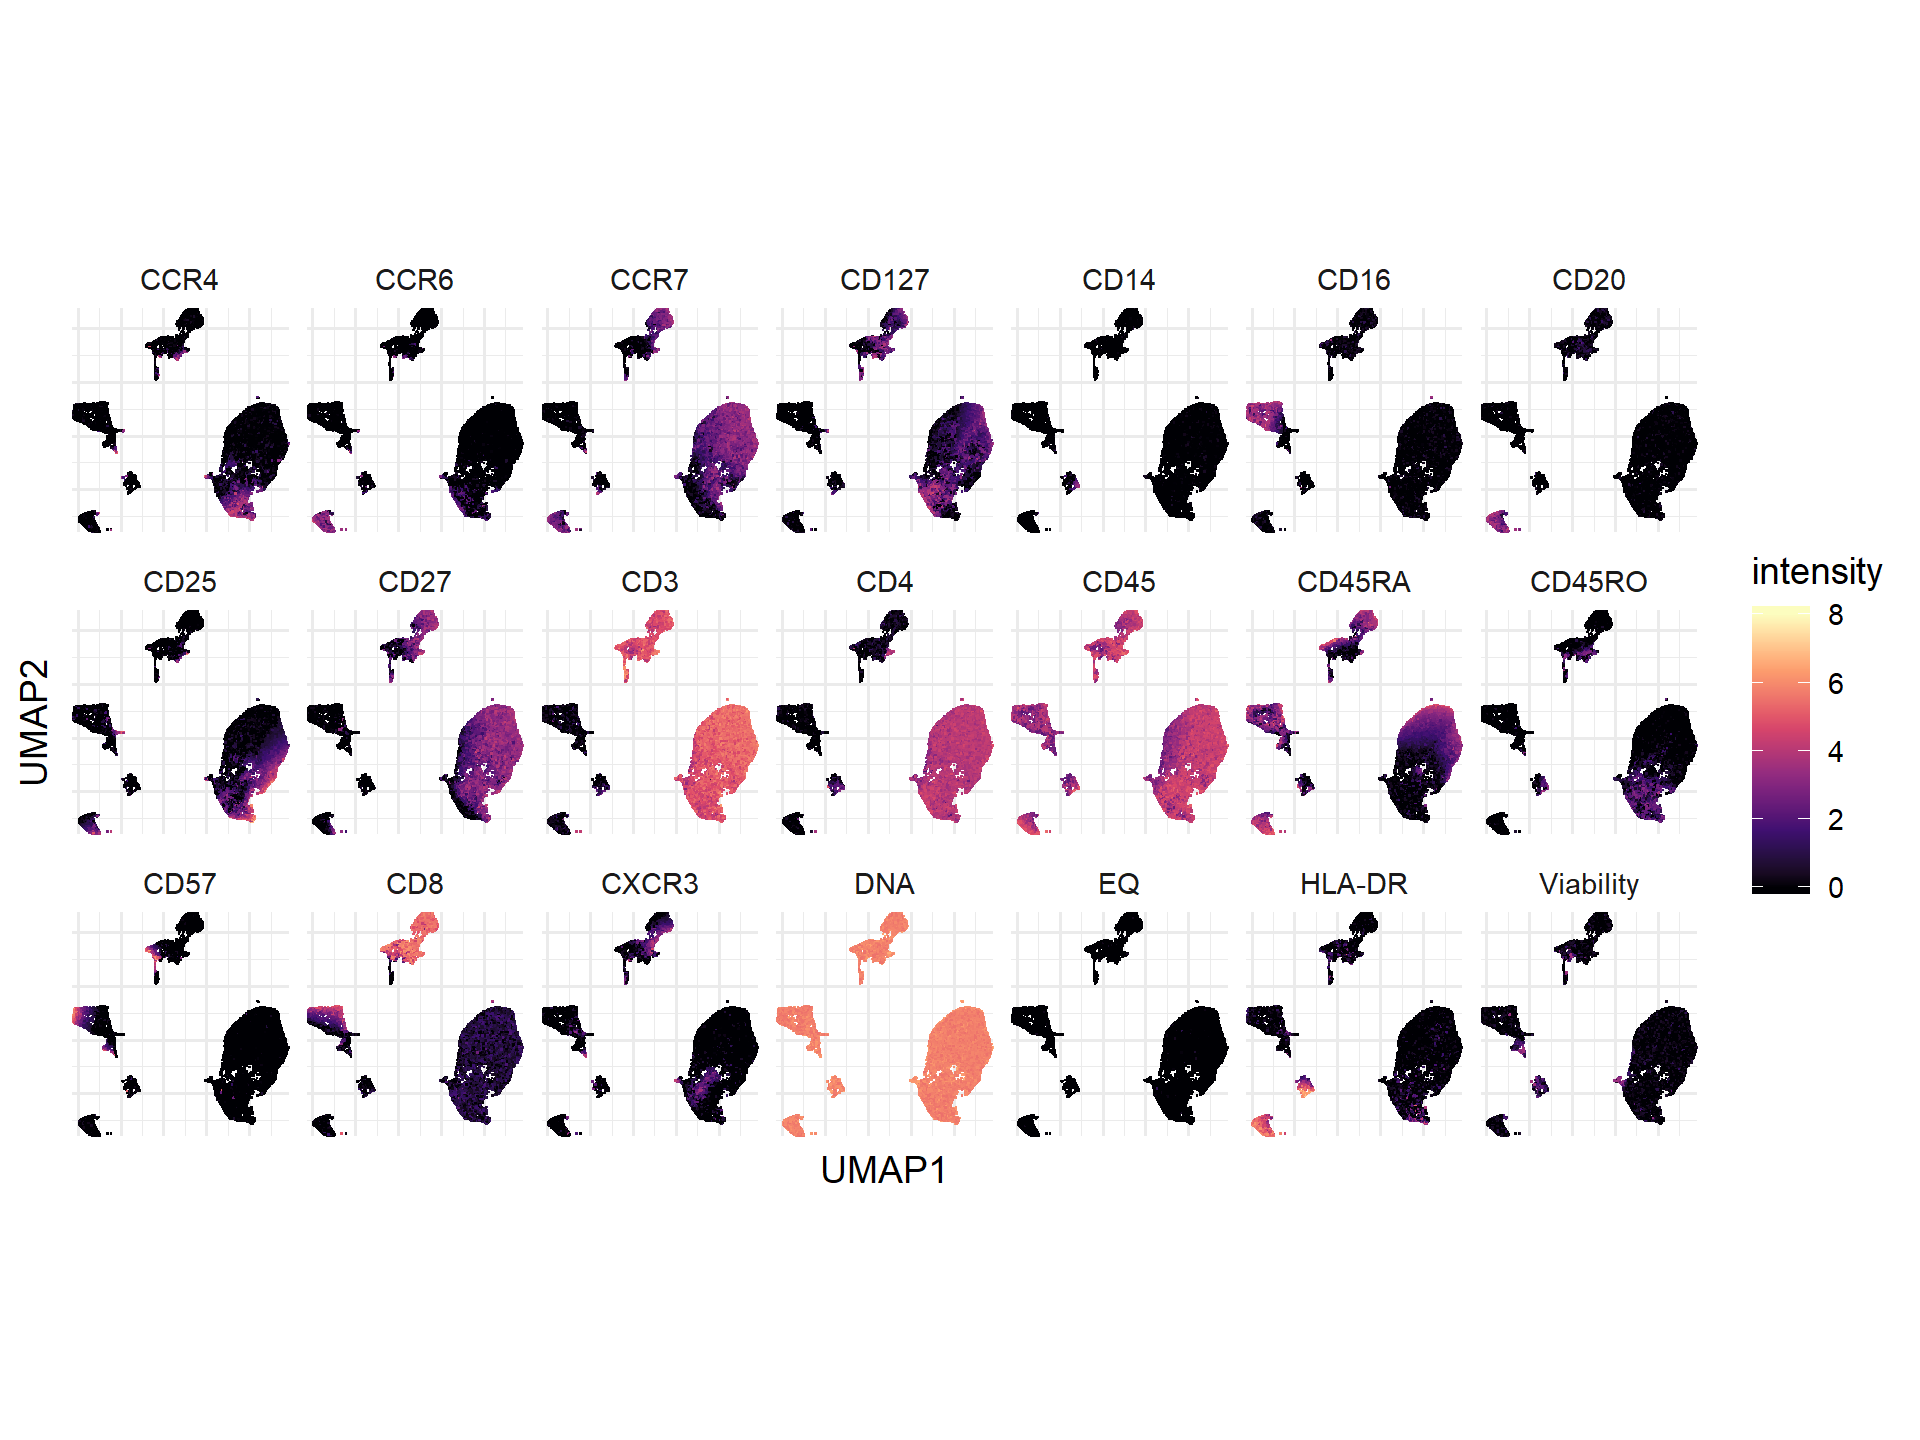 CCR4 CCR6 CCR7 CD127 CD14 CD16 CD20
CD25 CD27 CD3 CD4 CD45 CD45RA CD45RO
CD57 CD8 CXCR3 DNA EQ HLA-DR Viability
UMAP2
UMAP1
intensity
8
6
4
2
0